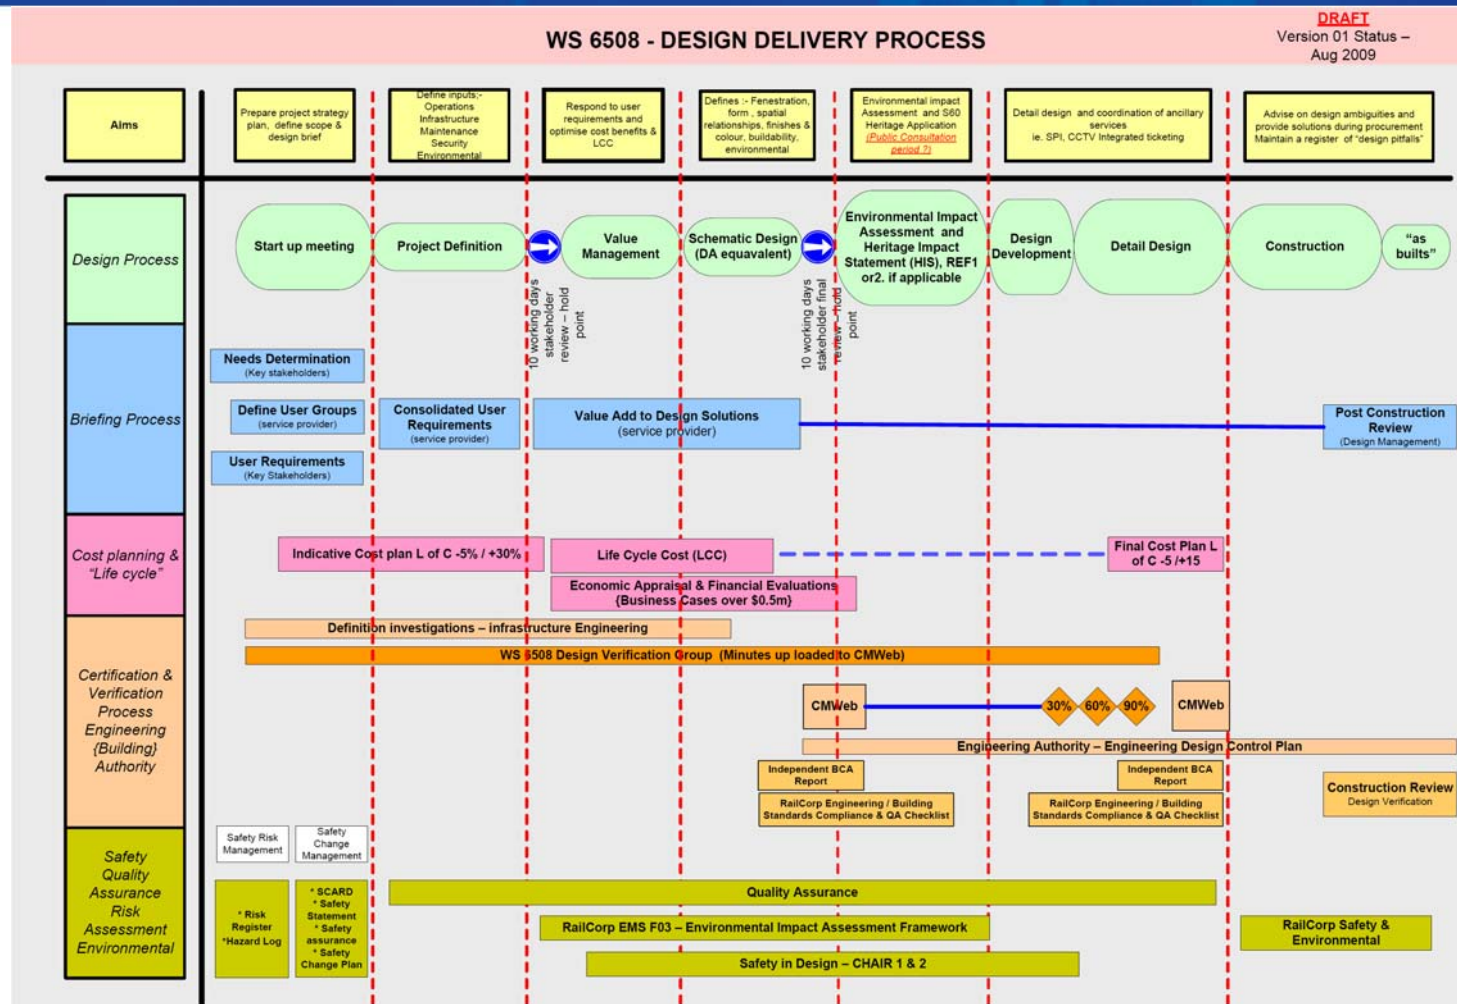 WS 6508 - DESIGN DELIVERY PROCESS
DRAFT
Version 01 Status –
Aug 2009
Aims
Prepare project strategy
plan, define scope &
design brief
Define inputs;-
Operations
Infrastructure
Maintenance
Security
Environmental
Respond to user
requirements and
optimise cost benefits &
LCC
Defines :- Fenestration,
form , spatial
relationships, finishes &
colour, buildability,
environmental
Environmental impact
Assessment and S60
Heritage Application
(Public Consultation
period ?)
Detail design and coordination of ancillary
services
ie. SPI, CCTV Integrated ticketing
Advise on design ambiguities and
provide solutions during procurement
Maintain a register of "design pitfalls"
Design Process
Start up meeting
Project Definition
Value
Management
Schematic Design
(DA equavalent)
Environmental Impact
Assessment and
Heritage Impact
Statement (HIS), REF1
or2. if applicable
Design
Development
Detail Design
Construction
"as
builts"
10 working days
stakeholder
review – hold
point
10 working days
stakeholder final
review – hold
point
Briefing Process
Needs Determination
(Key stakeholders)
Define User Groups
(service provider)
User Requirements
(Key Stakeholders)
Consolidated User
Requirements
(service provider)
Value Add to Design Solutions
(service provider)
Post Construction
Review
(Design Management)
Cost planning &
"Life cycle"
Indicative Cost plan L of C -5% / +30%
Life Cycle Cost (LCC)
Final Cost Plan L
of C -5 /+15
Economic Appraisal & Financial Evaluations
{Business Cases over $0.5m}
Certification &
Verification
Process
Engineering
{Building}
Authority
Definition investigations – infrastructure Engineering
WS 6508 Design Verification Group (Minutes up loaded to CMWeb)
CMWeb
30%
60%
90%
CMWeb
Engineering Authority – Engineering Design Control Plan
Independent BCA
Report
RailCorp Engineering / Building
Standards Compliance & QA Checklist
Independent BCA
Report
RailCorp Engineering / Building
Standards Compliance & QA Checklist
Construction Review
Design Verification
Safety
Quality
Assurance
Risk
Assessment
Environmental
Safety Risk
Management
Safety
Change
Management
* Risk
Register
*Hazard Log
* SCARD
* Safety
Statement
* Safety
assurance
* Safety
Change Plan
Quality Assurance
RailCorp EMS F03 – Environmental Impact Assessment Framework
Safety in Design – CHAIR 1 & 2
RailCorp Safety &
Environmental